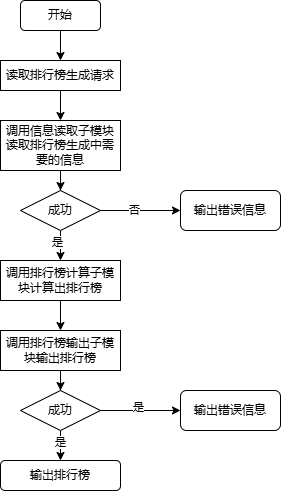 开始
读取排行榜生成请求
调用信息读取子模块
读取排行榜生成中需
要的信息
成功
否
输出错误信息
是
调用排行榜计算子模
块计算出排行榜
调用排行榜输出子模
块输出排行榜
成功
是
输出错误信息
是
输出排行榜